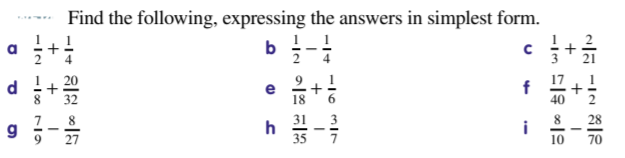 Find the following, expressing the answers in simplest form.
a 1/2 + 1/4 b 1/2 - 1/4 c 1/3 + 2/21
d 1/8 + 20/32 e 9/18 + 1/6 f 17/40 + 1/2
g 7/9 - 8/27 h 31/35 - 3/7 i 8/10 - 28/70